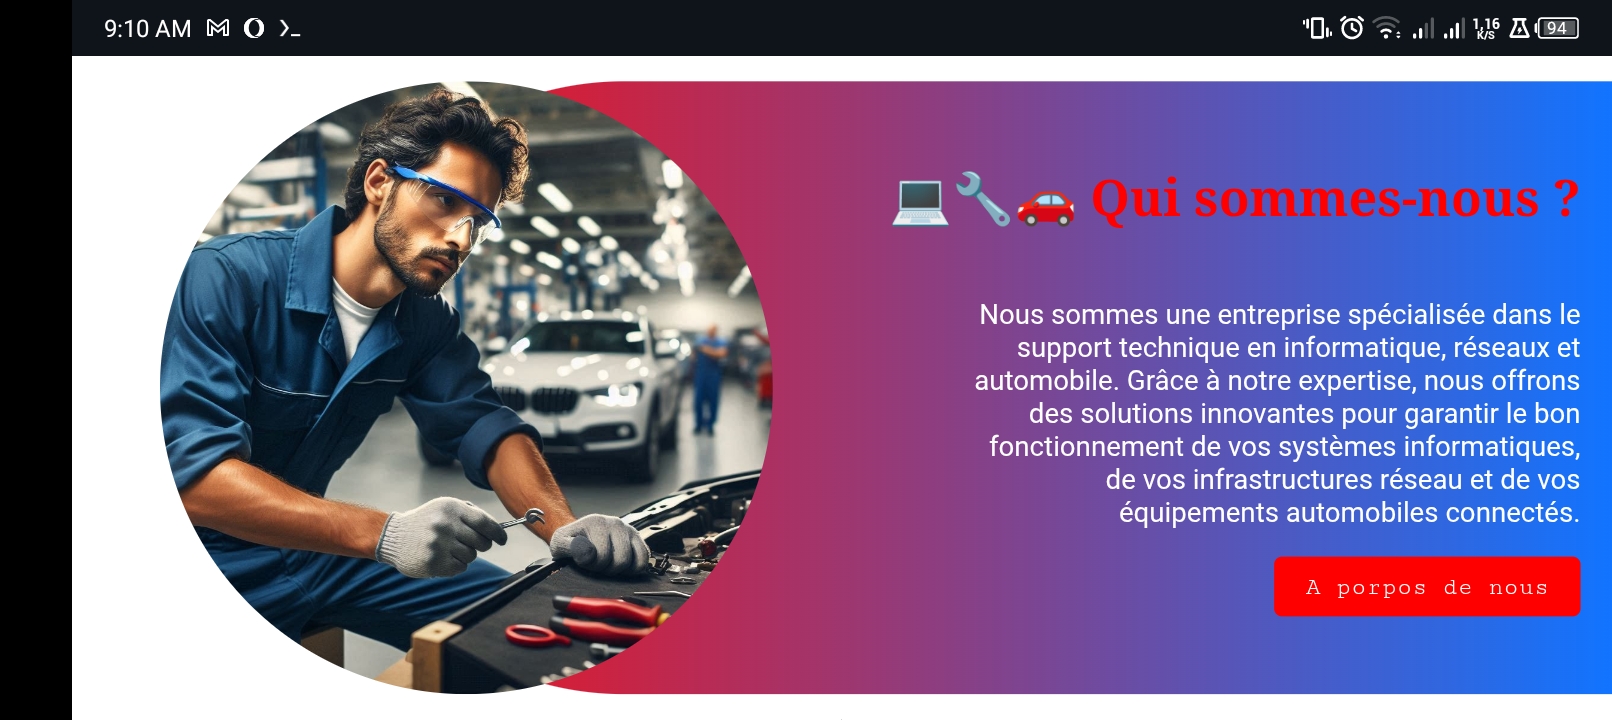 9:10 AM
1,16
K/S
94
💻🔧🚗 Qui sommes-nous ?
Nous sommes une entreprise spécialisée dans le
support technique en informatique, réseaux et
automobile. Grâce à notre expertise, nous offrons
des solutions innovantes pour garantir le bon
fonctionnement de vos systèmes informatiques,
de vos infrastructures réseau et de vos
équipements automobiles connectés.
A porpos de nous